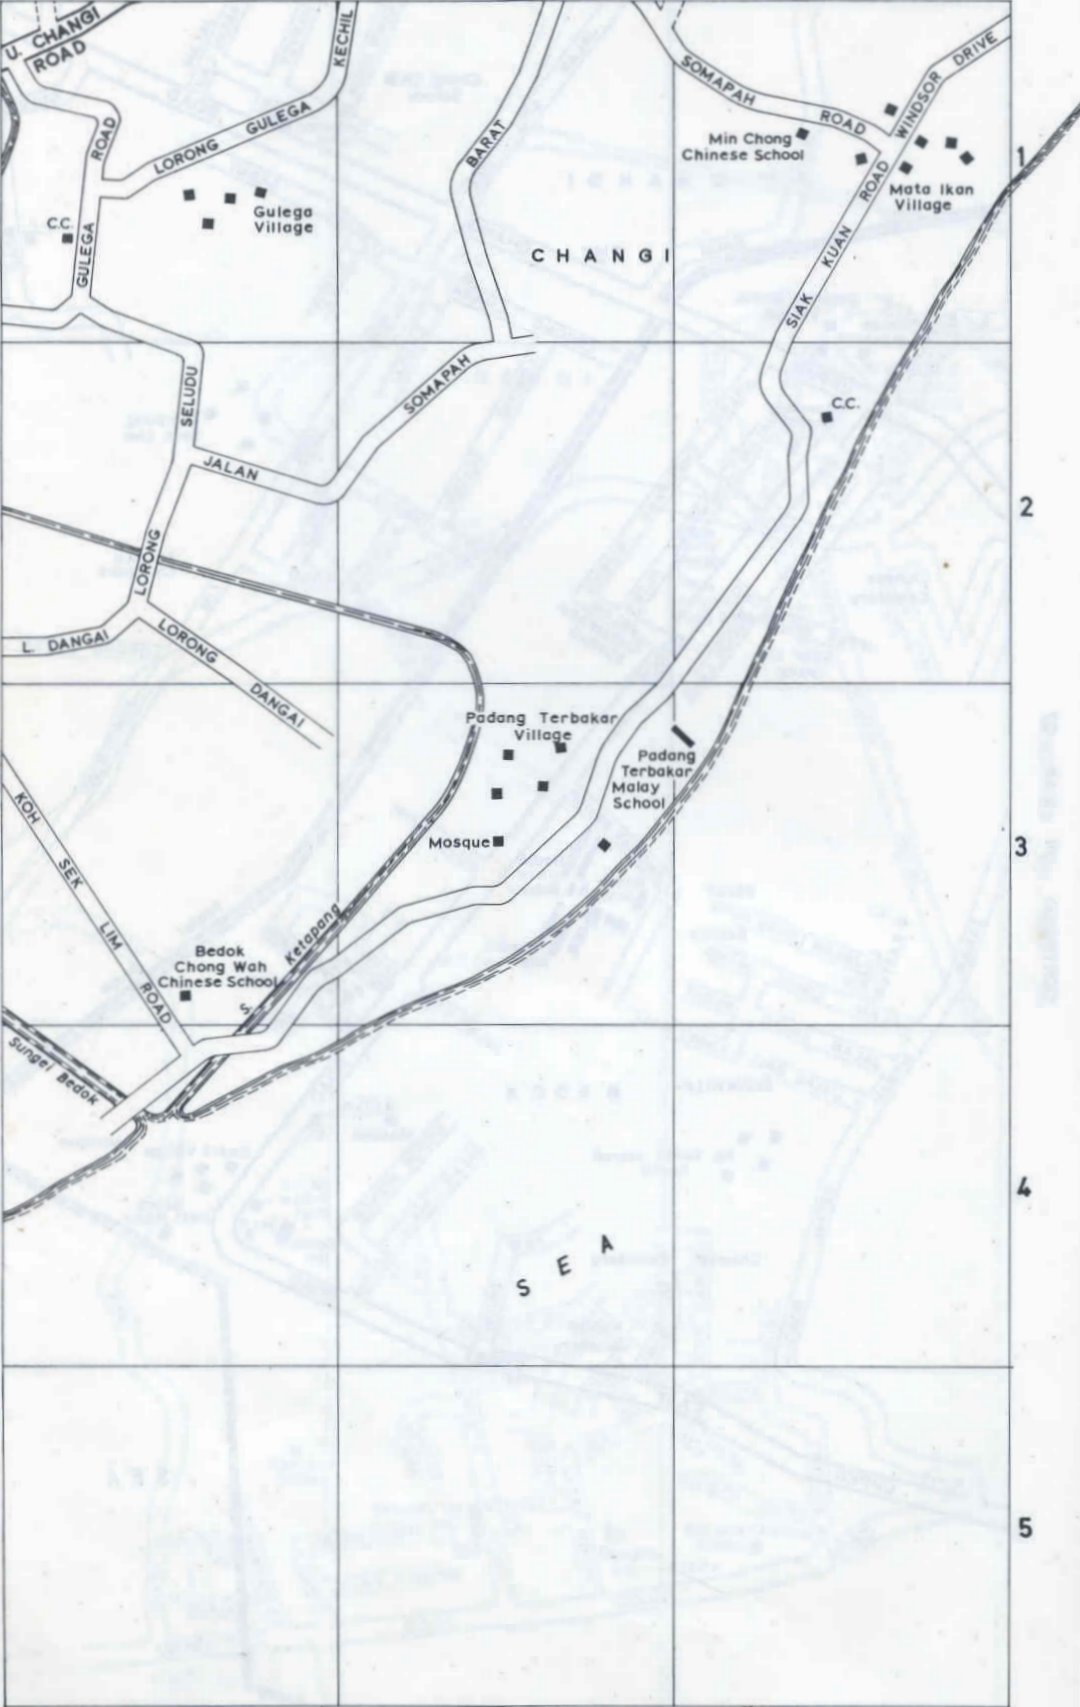 U. CHANGI
ROAD
KECHIL
ROAD
LORONG GULEGA
BARAT
SOMAPAH ROAD
WINDSOR DRIVE
Min Chong
Chinese School
Mata Ikan
Village
1
C.C.
GULEGA
Gulega
Village
CHANGI
SIAK KUAN ROAD
SELUDU
SOMAPAH
C.C.
JALAN
2
LORONG
L. DANGAI
LORONG DANGAI
Padang Terbakar
Village
Padang
Terbakar
Malay
School
Mosque
3
KOH SEK LIM ROAD
S. Ketapang
Bedok
Chong Wah
Chinese School
Sungei Bedok
4
SEA
5